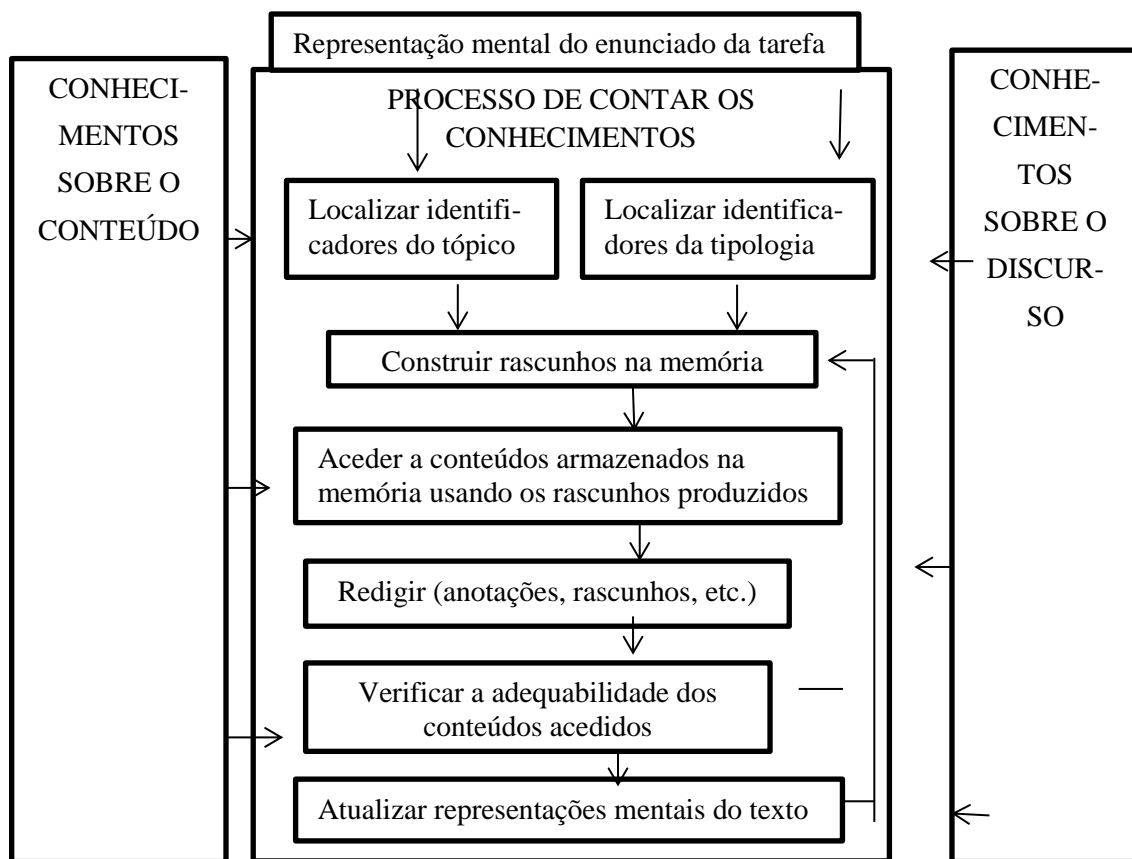 Representação mental do enunciado da tarefa
CONHECI-
MENTOS
SOBRE O
CONTEÚDO
PROCESSO DE CONTAR OS
CONHECIMENTOS
Localizar identifi-
cadores do tópico
Localizar identifica-
dores da tipologia
Construir rascunhos na memória
Aceder a conteúdos armazenados na
memória usando os rascunhos produzidos
Redigir (anotações, rascunhos, etc.)
Verificar a adequabilidade dos
conteúdos acedidos
Atualizar representações mentais do texto
CONHE-
CIMEN-
TOS
SOBRE O
DISCUR-
SO